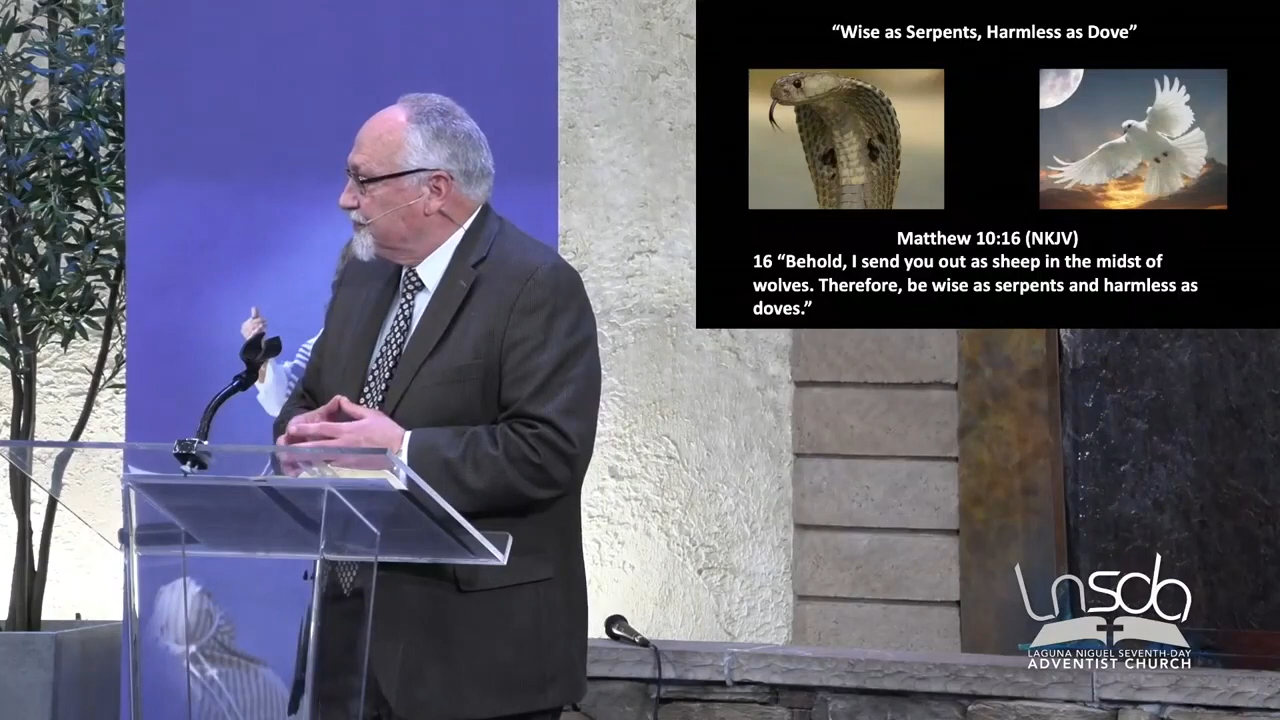 “Wise as Serpents, Harmless as Dove”
Matthew 10:16 (NKJV)
16 “Behold, I send you out as sheep in the midst of
wolves. Therefore, be wise as serpents and harmless as
doves.”
lnsda
LAGUNA NIGUEL SEVENTH-DAY
ADVENTIST CHURCH